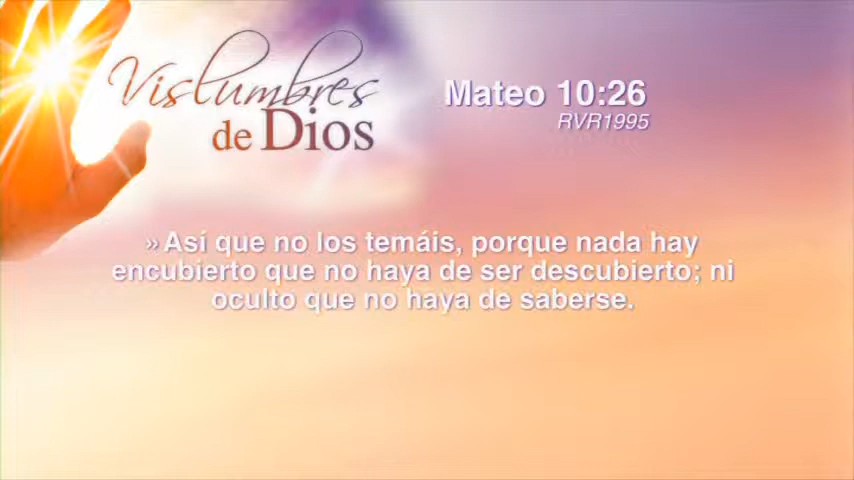 Vislumbres
de Dios
Mateo 10:26
RVR1995
» Así que no los temáis, porque nada hay
encubierto que no haya de ser descubierto; ni
oculto que no haya de saberse.